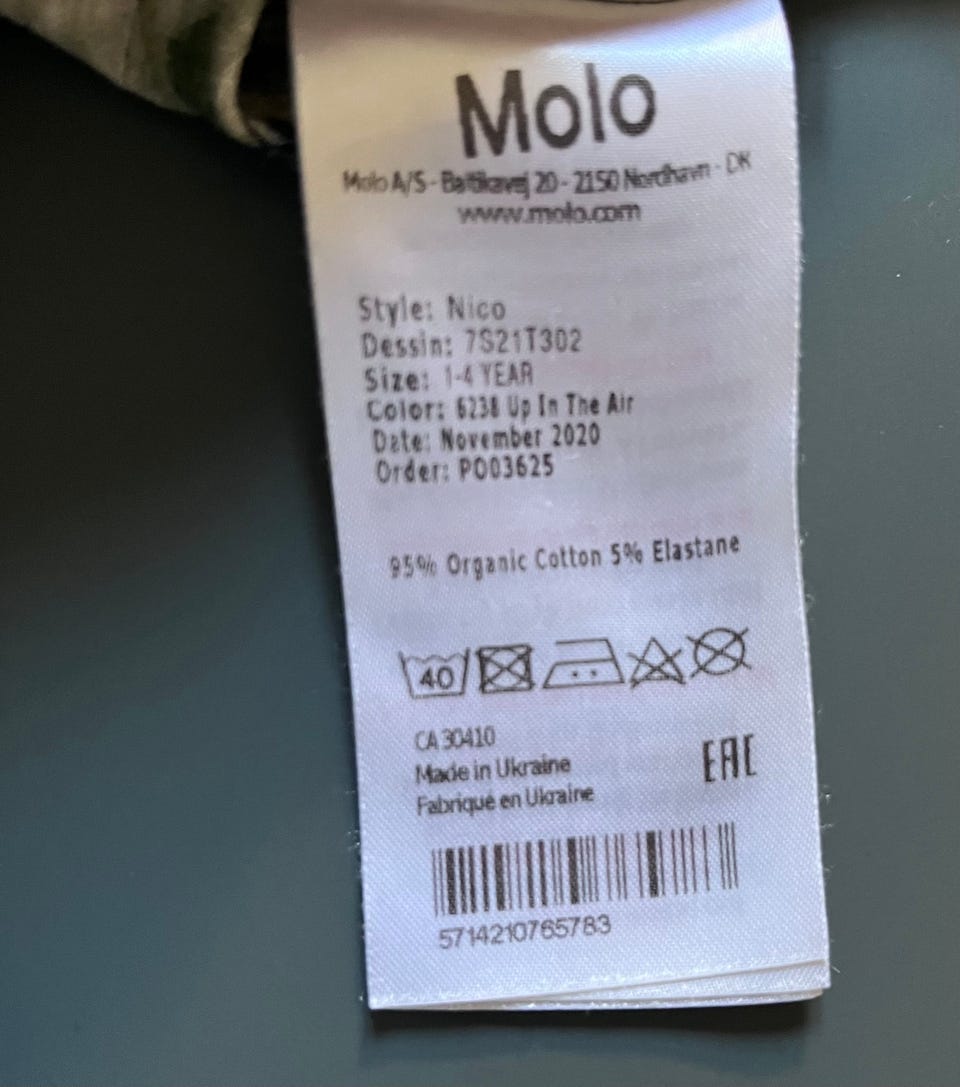 Molo
Molo A/S - Baltikavej 20 - 2150 Nordhavn - DK
www.molo.com
Style: Nico
Dessin: 7S21T302
Size: 1-4 YEAR
Color: 6238 Up In The Air
Date: November 2020
Order: PO03625
95% Organic Cotton 5% Elastane
40
CA 30410
Made in Ukraine
Fabriqué en Ukraine
EAC
5714210765783